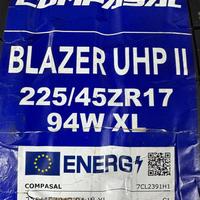 COMPASAL
BLAZER UHP II
225/45ZR17
94W XL
ENERG
COMPASAL
7CL2391H1